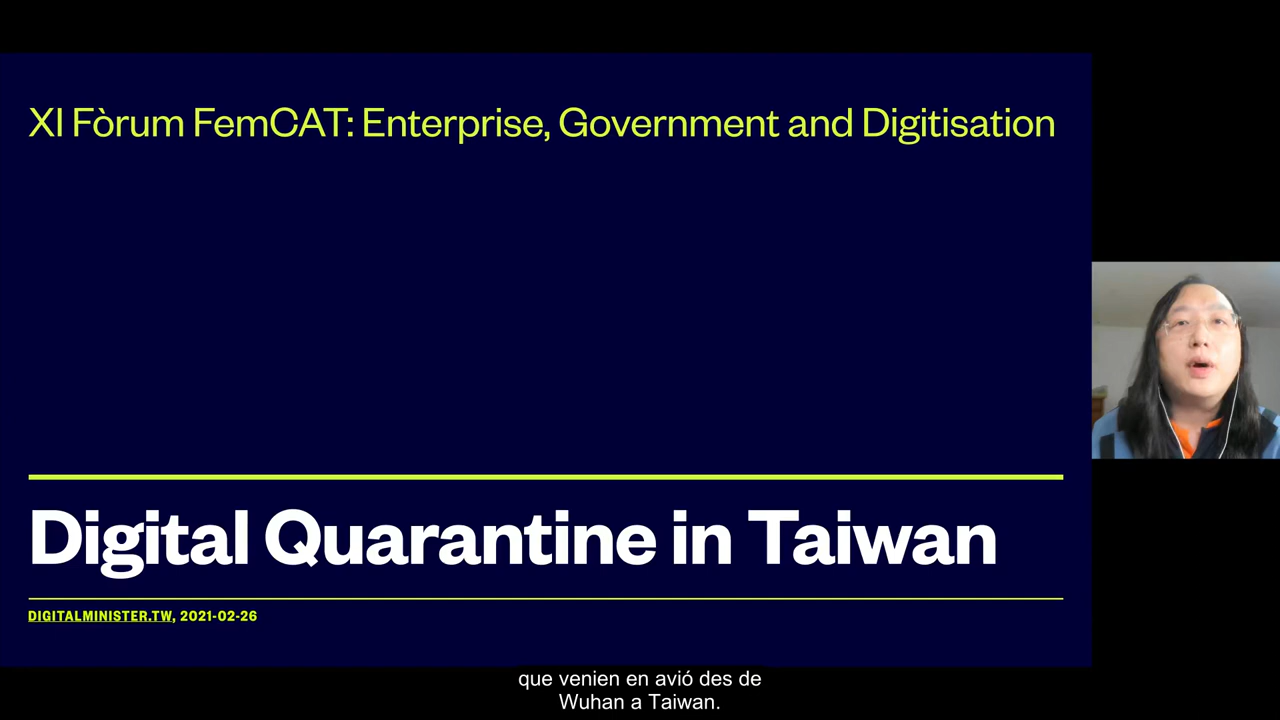 XI Fòrum FemCAT: Enterprise, Government and Digitisation
Digital Quarantine in Taiwan
DIGITALMINISTER.TW, 2021-02-26
que venien en avió des de
Wuhan a Taiwan.